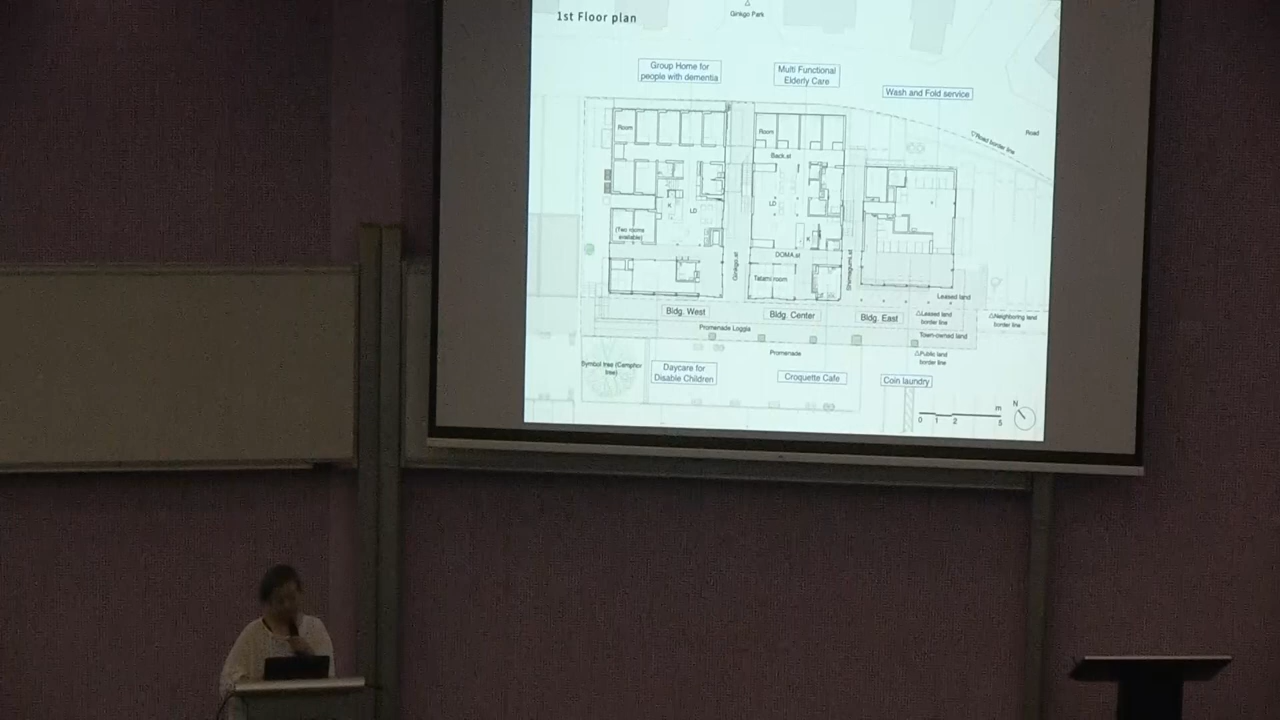 1st Floor plan
Ginkgo Park
Group Home for
people with dementia
Multi Functional
Elderly Care
Wash and Fold service
Road
▽Road border line
Room
Room
Back.st
K
LD
LD
K
(Two rooms
available)
Ginkgo.st
DOMA.st
Tatami room
Leased land
Bldg. West
Bldg. Center
Bldg. East
△Leased land
border line
△Neighboring land
border line
Promenade Loggia
Town-owned land
Promenade
△Public land
border line
Symbol tree (Camphor
tree)
Daycare for
Disable Children
Croquette Cafe
Coin laundry
N
m
0 1 2 5